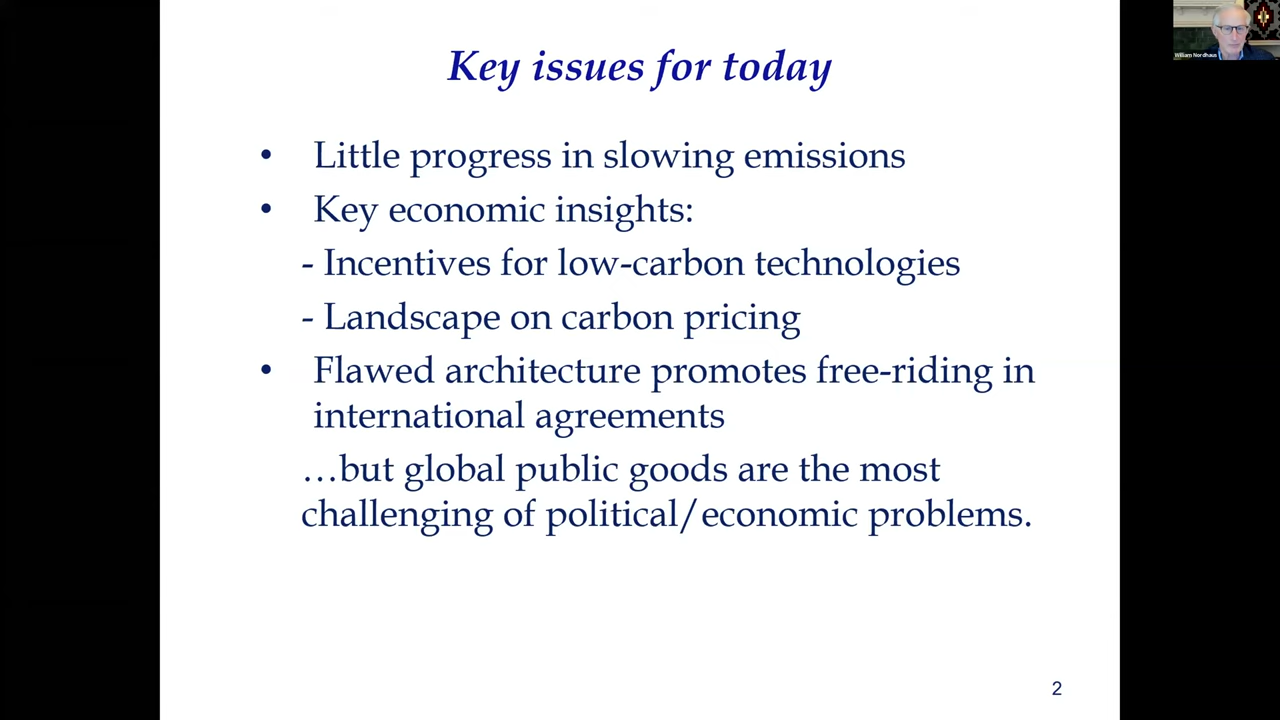 Key issues for today
• Little progress in slowing emissions
• Key economic insights:
- Incentives for low-carbon technologies
- Landscape on carbon pricing
• Flawed architecture promotes free-riding in
international agreements
…but global public goods are the most
challenging of political/economic problems.
2
William Nordhaus